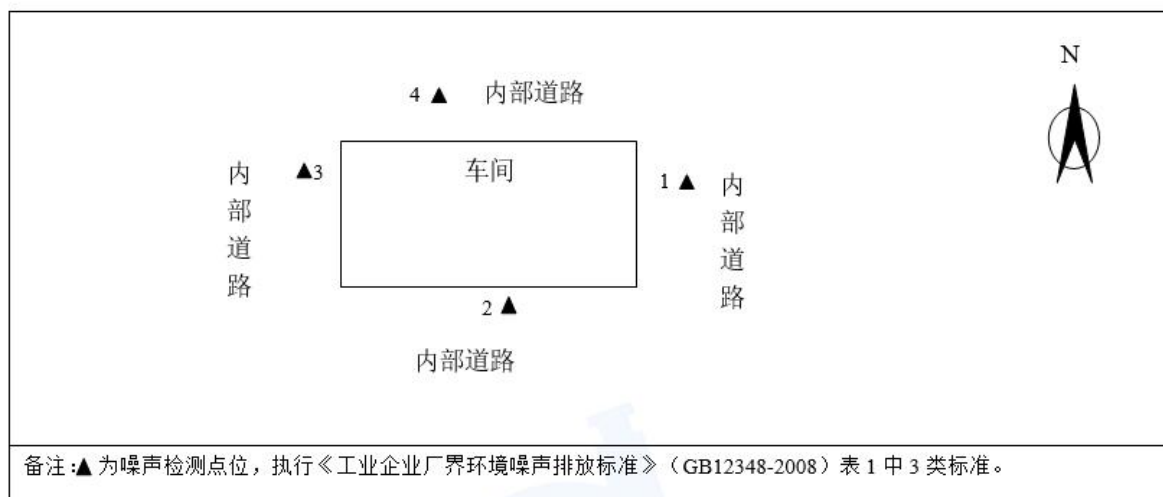 N
4 ▲ 内部道路
内部道路
▲3
车间
1 ▲
内部道路
2 ▲
内部道路
备注:▲为噪声检测点位，执行《工业企业厂界环境噪声排放标准》（GB12348-2008）表 1 中 3 类标准。